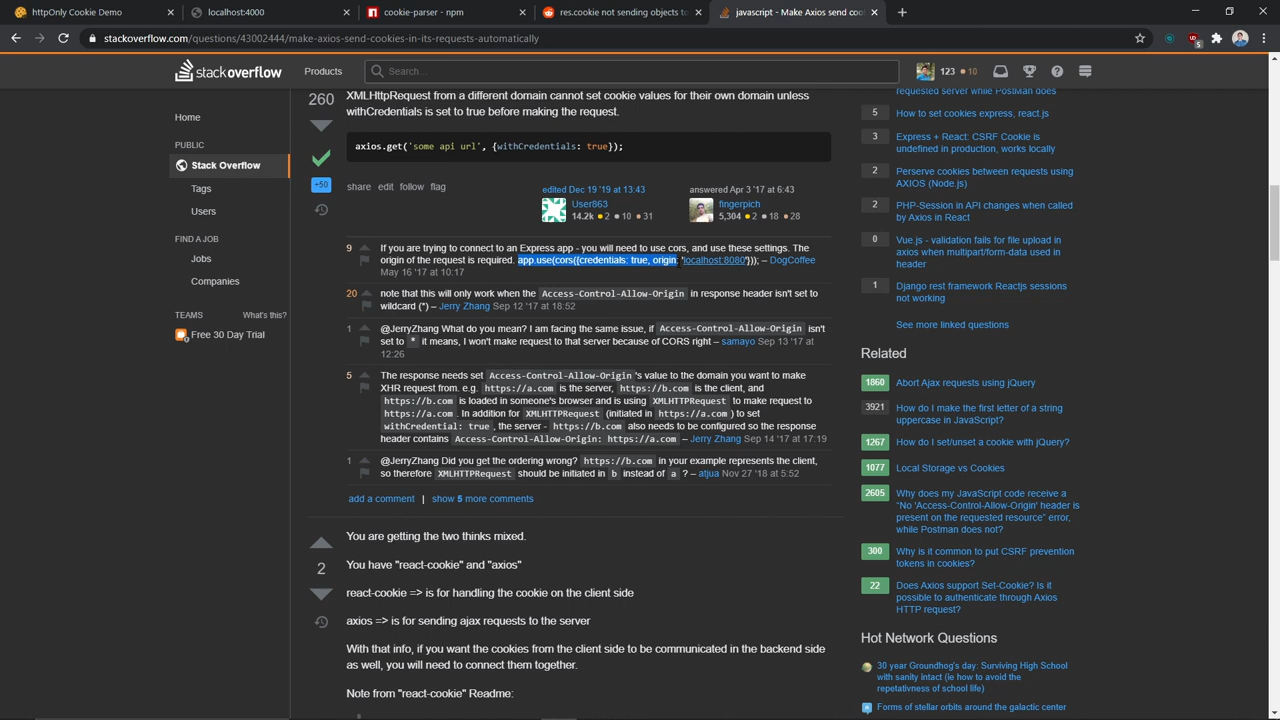 httpOnly Cookie Demo
localhost:4000
cookie-parser - npm
res.cookie not sending objects to
javascript - Make Axios send coo
stackoverflow.com/questions/43002444/make-axios-send-cookies-in-its-requests-automatically
stackoverflow
Products
Search...
123 • 10
Home
PUBLIC
Stack Overflow
Tags
Users
FIND A JOB
Jobs
Companies
TEAMS
What's this?
Free 30 Day Trial
260
XMLHttpRequest from a different domain cannot set cookie values for their own domain unless
withCredentials is set to true before making the request.
axios.get('some api url', {withCredentials: true});
+50
share edit follow flag
edited Dec 19 '19 at 13:43
User863
14.2k 2 10 31
answered Apr 3 '17 at 6:43
fingerpich
5,304 2 18 28
9
If you are trying to connect to an Express app - you will need to use cors, and use these settings. The
origin of the request is required. app.use(cors({credentials: true, origin: 'localhost:8080'})); – DogCoffee
May 16 '17 at 10:17
20
note that this will only work when the Access-Control-Allow-Origin in response header isn't set to
wildcard (*) – Jerry Zhang Sep 12 '17 at 18:52
1
@JerryZhang What do you mean? I am facing the same issue, if Access-Control-Allow-Origin isn't
set to * it means, I won't make request to that server because of CORS right – samayo Sep 13 '17 at
12:26
5
The response needs set Access-Control-Allow-Origin 's value to the domain you want to make
XHR request from. e.g. https://a.com is the server, https://b.com is the client, and
https://b.com is loaded in someone's browser and is using XMLHTTPRequest to make request to
https://a.com. In addition for XMLHTTPRequest (initiated in https://a.com) to set
withCredential: true, the server - https://b.com also needs to be configured so the response
header contains Access-Control-Allow-Origin: https://a.com – Jerry Zhang Sep 14 '17 at 17:19
1
@JerryZhang Did you get the ordering wrong? https://b.com in your example represents the client,
so therefore XMLHTTPRequest should be initiated in b instead of a ? – atjua Nov 27 '18 at 5:52
add a comment | show 5 more comments
2
You are getting the two thinks mixed.
You have "react-cookie" and "axios"
react-cookie => is for handling the cookie on the client side
axios => is for sending ajax requests to the server
With that info, if you want the cookies from the client side to be communicated in the backend side
as well, you will need to connect them together.
Note from "react-cookie" Readme:
requested server while PostMan does
5
How to set cookies express, react.js
3
Express + React: CSRF Cookie is
undefined in production, works locally
2
Perserve cookies between requests using
AXIOS (Node.js)
2
PHP-Session in API changes when called
by Axios in React
0
Vue.js - validation fails for file upload in
axios when multipart/form-data is used in
header
1
Django rest framework Reactjs sessions
not working
See more linked questions
Related
1860
Abort Ajax requests using jQuery
3921
How do I make the first letter of a string
uppercase in JavaScript?
1267
How do I set/unset a cookie with jQuery?
1077
Local Storage vs Cookies
2605
Why does my JavaScript code receive a
"No 'Access-Control-Allow-Origin' header is
present on the requested resource" error,
while Postman does not?
300
Why is it common to put CSRF prevention
tokens in cookies?
22
Does Axios support Set-Cookie? Is it
possible to authenticate through Axios
HTTP request?
Hot Network Questions
30 year Groundhog's day: Surviving High School
with sanity intact (ie how to avoid the
repetativness of school life)
Forms of stellar orbits around the galactic center